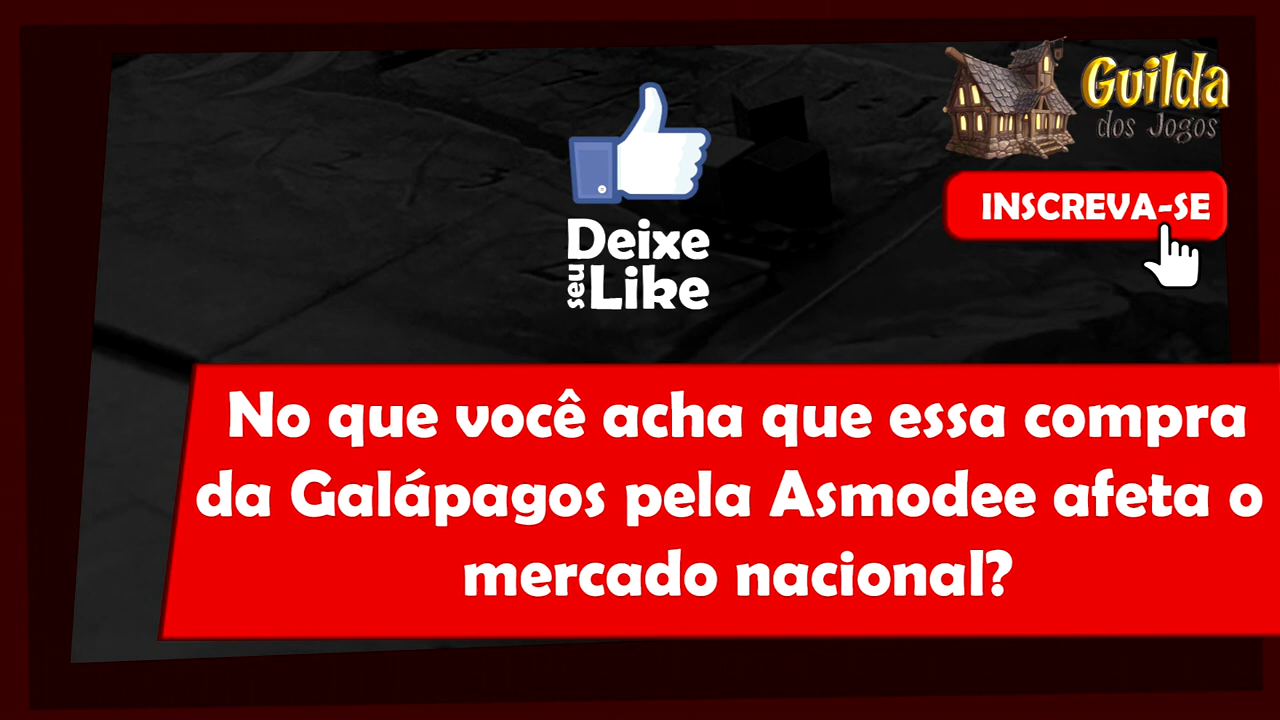 Guilda
dos Jogos
INSCREVA-SE
Deixe
seu Like
No que você acha que essa compra
da Galápagos pela Asmodee afeta o
mercado nacional?